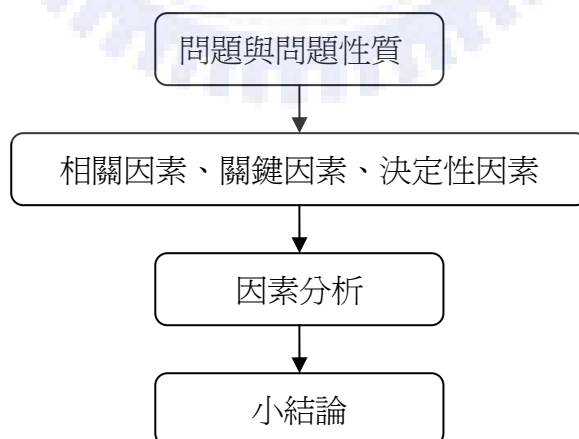 問題與問題性質
相關因素、關鍵因素、決定性因素
因素分析
小結論